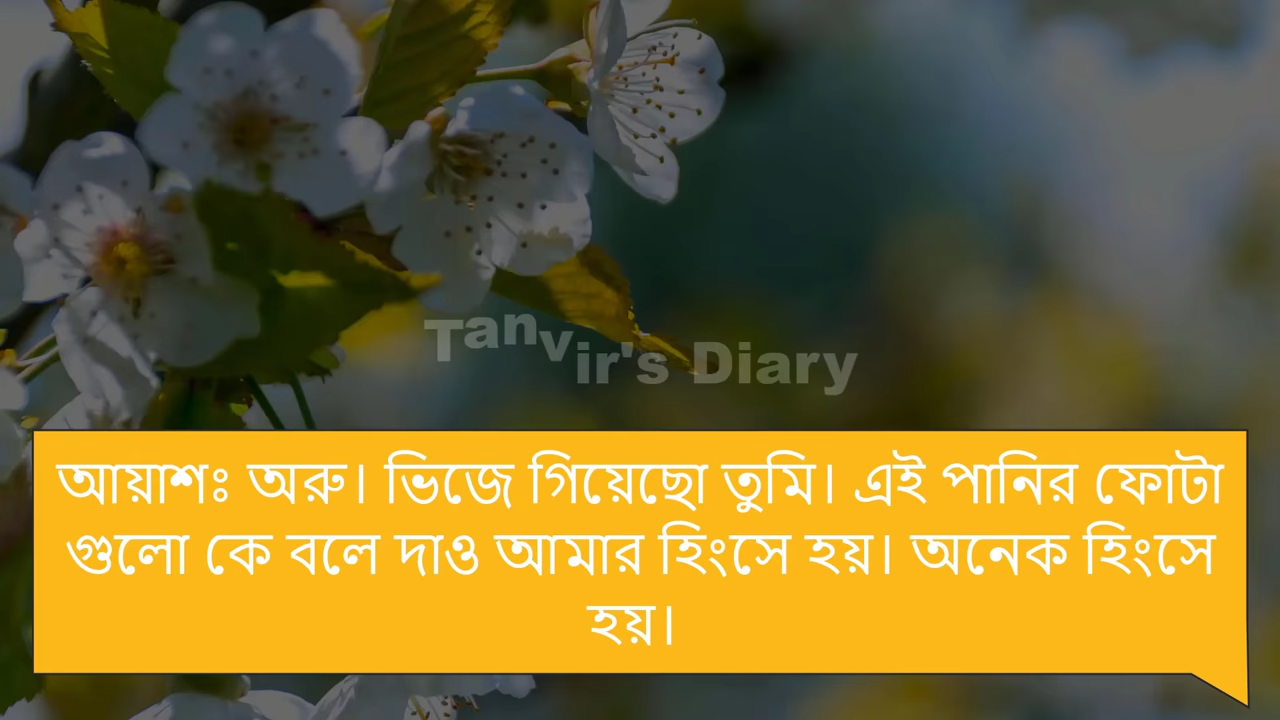 Tanvir's Diary
আয়াশঃ অরু। ভিজে গিয়েছো তুমি। এই পানির ফোটা
গুলো কে বলে দাও আমার হিংসে হয়। অনেক হিংসে
হয়।